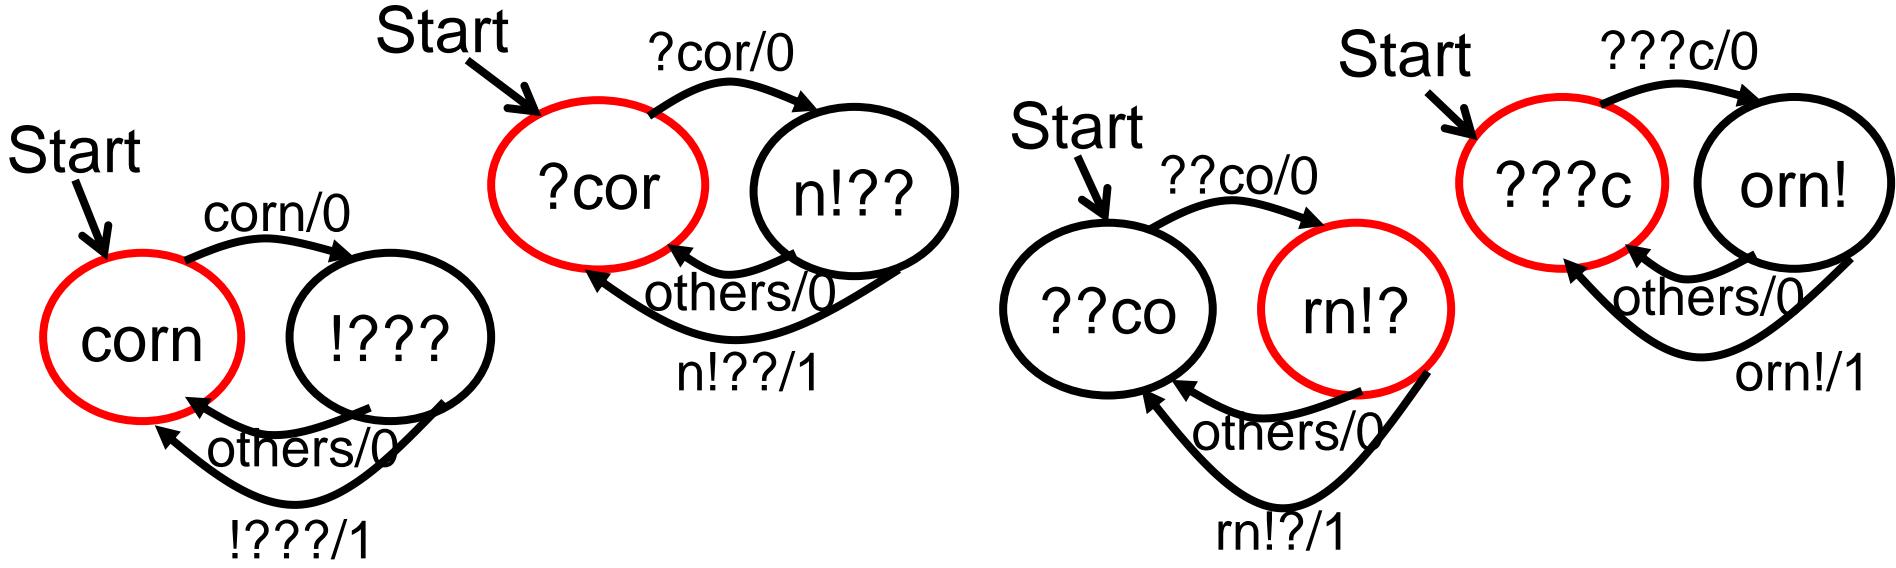 Start
corn/0
corn
!???
others/0
!???/1
Start
?cor/0
?cor
n!??
others/0
n!??/1
Start
??co/0
??co
rn!?
others/0
rn!?/1
Start
???c/0
???c
orn!
others/0
orn!/1